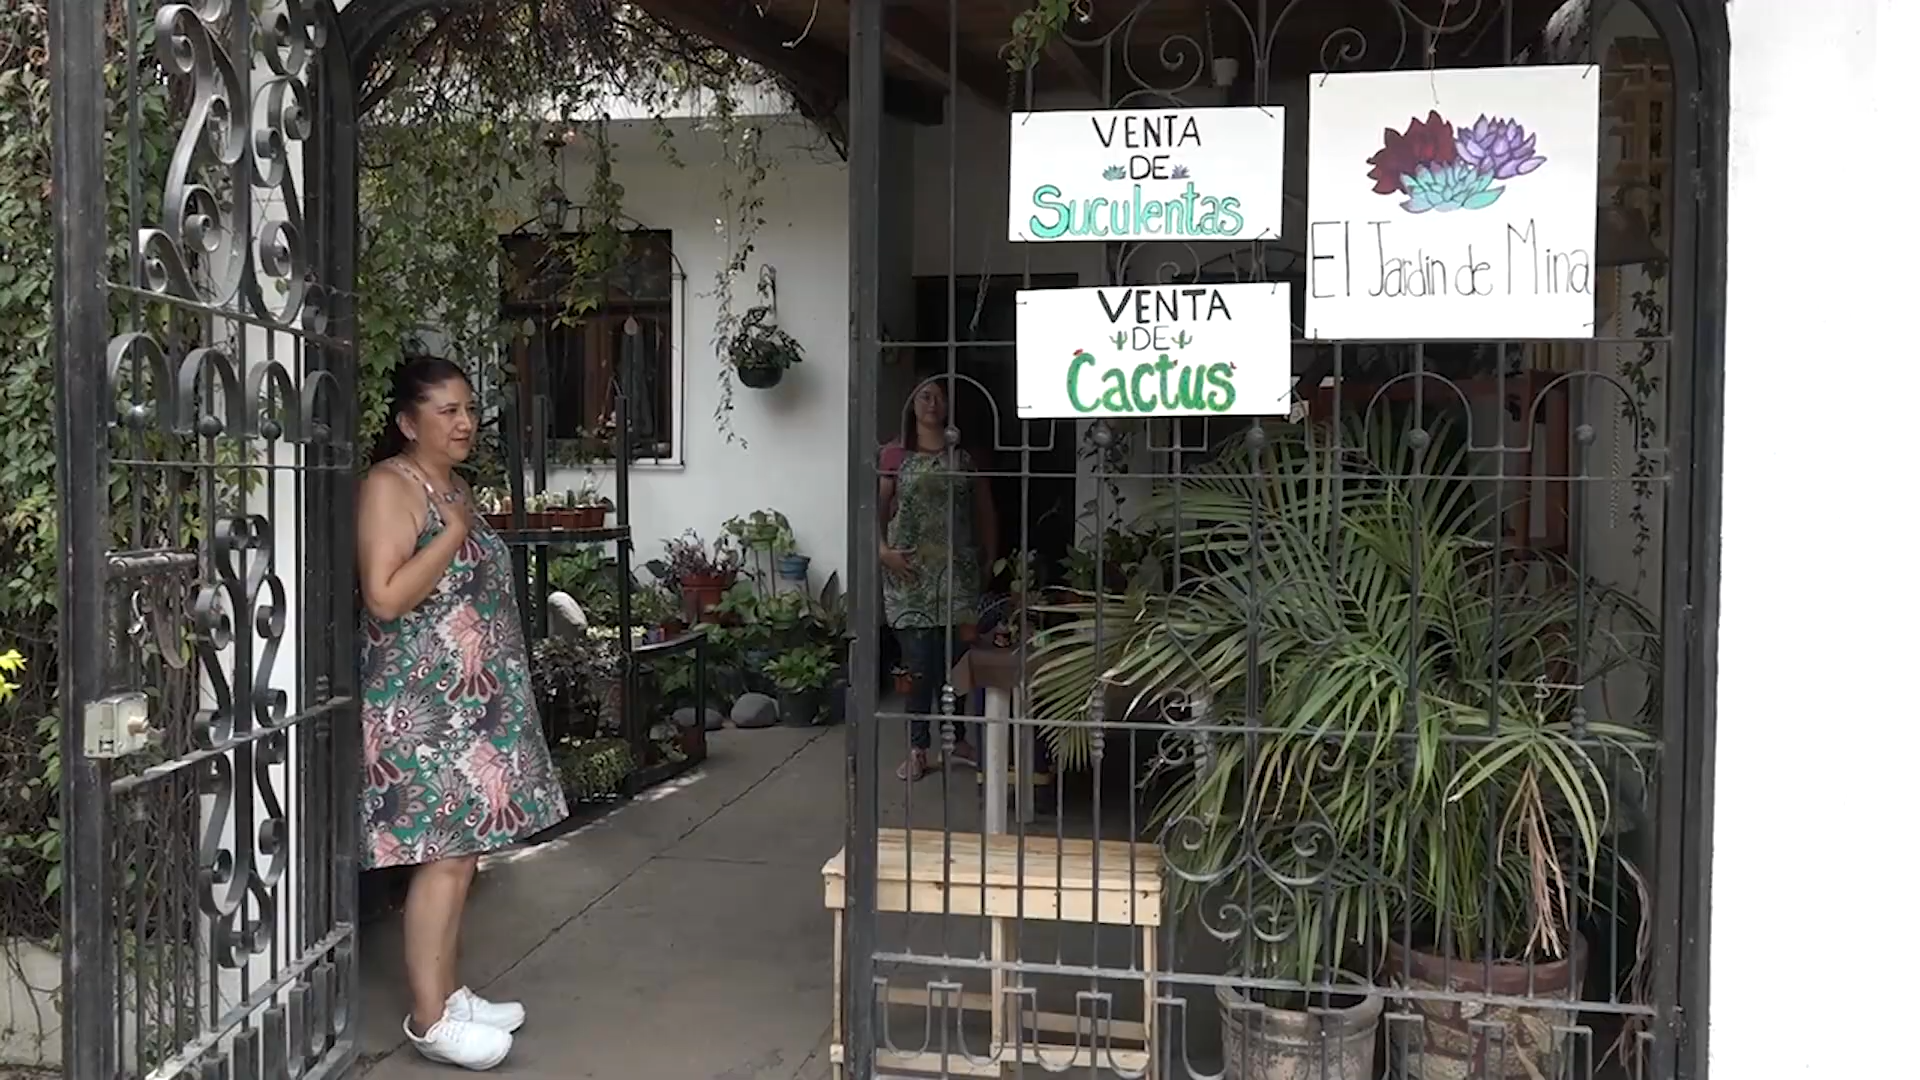 VENTA
DE
Suculentas
VENTA
DE
Cactus
El Jardin de Mina